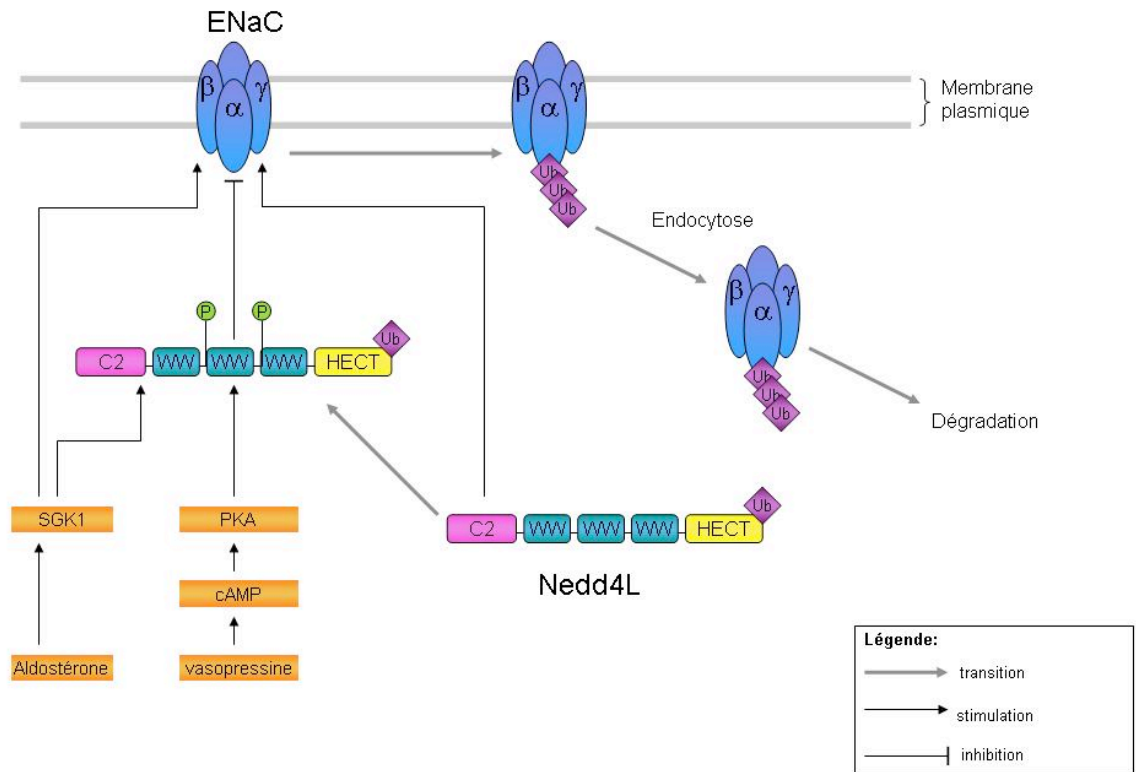 ENaC
β α γ
β α γ
Membrane
plasmique
Ub
Ub
Ub
Endocytose
β α γ
P P
Ub
C2 WW WW WW HECT
Ub
Ub
Ub
Dégradation
SGK1 PKA
Ub
C2 WW WW WW HECT
Nedd4L
cAMP
Aldostérone vasopressine
Légende:
transition
stimulation
inhibition